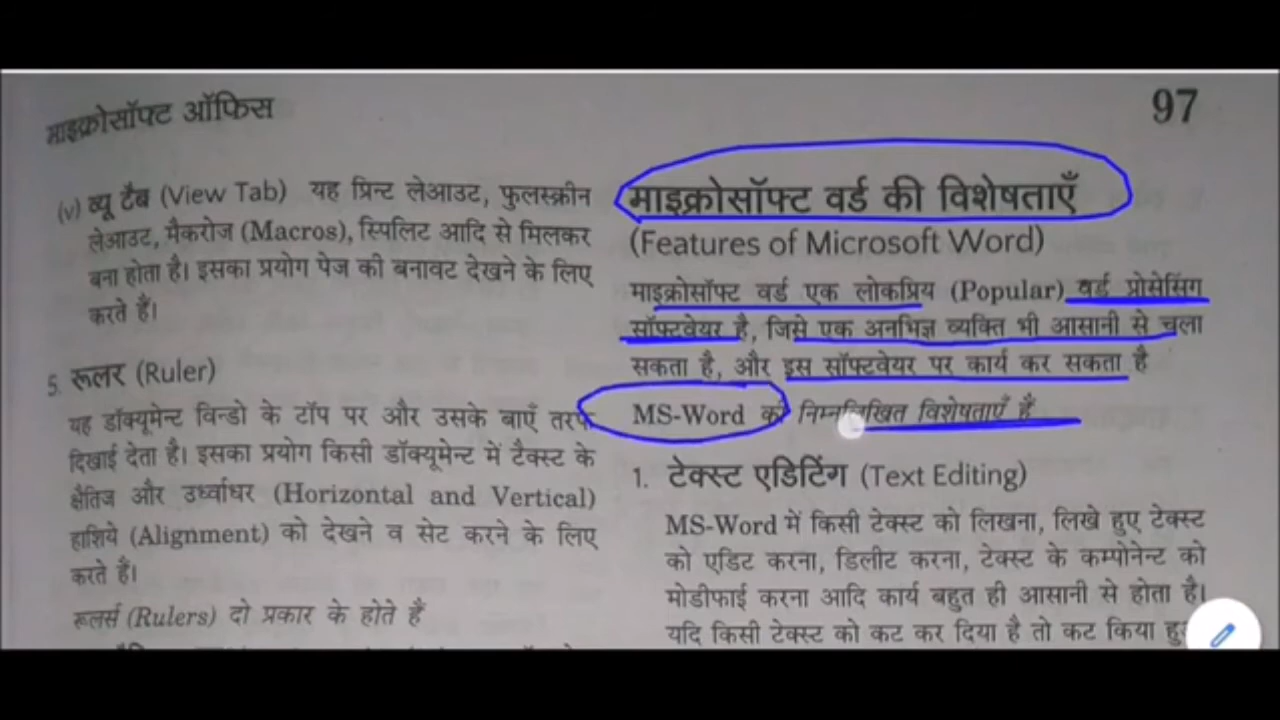 माइक्रोसॉफ्ट ऑफिस
97
(v) व्यू टैब (View Tab) यह प्रिन्ट लेआउट, फुलस्क्रीन
लेआउट, मैकरोज (Macros), स्पिलिट आदि से मिलकर
बना होता है। इसका प्रयोग पेज की बनावट देखने के लिए
करते हैं।
5. रूलर (Ruler)
यह डॉक्यूमेन्ट विन्डो के टॉप पर और उसके बाएँ तरफ
दिखाई देता है। इसका प्रयोग किसी डॉक्यूमेन्ट में टैक्स्ट के
क्षैतिज और उर्ध्वाधर (Horizontal and Vertical)
हाशिये (Alignment) को देखने व सेट करने के लिए
करते हैं।
रूलर्स (Rulers) दो प्रकार के होते हैं
माइक्रोसॉफ्ट वर्ड की विशेषताएँ
(Features of Microsoft Word)
माइक्रोसॉफ्ट वर्ड एक लोकप्रिय (Popular) वर्ड प्रोसेसिंग
सॉफ्टवेयर है, जिसे एक अनभिज्ञ व्यक्ति भी आसानी से चला
सकता है, और इस सॉफ्टवेयर पर कार्य कर सकता है
MS-Word की निम्नलिखित विशेषताएँ हैं
1. टेक्स्ट एडिटिंग (Text Editing)
MS-Word में किसी टेक्स्ट को लिखना, लिखे हुए टेक्स्ट
को एडिट करना, डिलीट करना, टेक्स्ट के कम्पोनेन्ट को
मोडीफाई करना आदि कार्य बहुत ही आसानी से होता है।
यदि किसी टेक्स्ट को कट कर दिया है तो कट किया